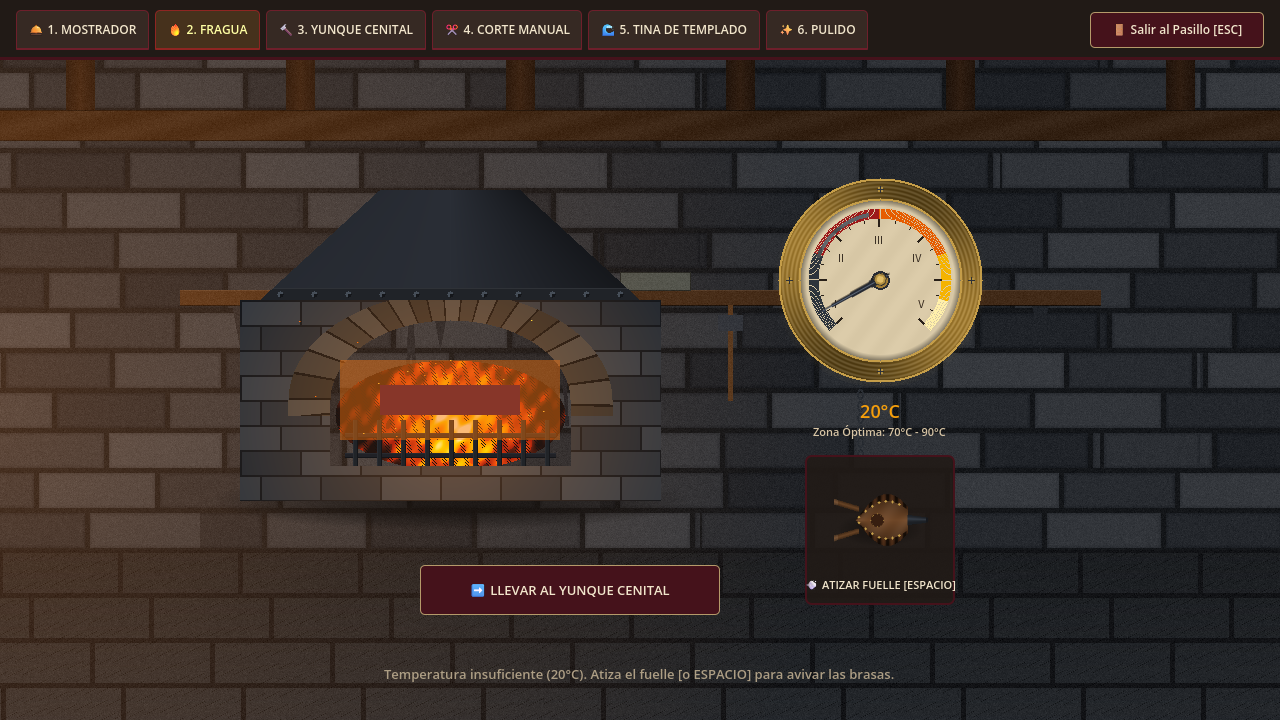 1. MOSTRADOR
2. FRAGUA
3. YUNQUE CENITAL
4. CORTE MANUAL
5. TINA DE TEMPLADO
6. PULIDO
Salir al Pasillo [ESC]
II
III
IV
V
20°C
Zona Óptima: 70°C - 90°C
ATIZAR FUELLE [ESPACIO]
LLEVAR AL YUNQUE CENITAL
Temperatura insuficiente (20°C). Atiza el fuelle [o ESPACIO] para avivar las brasas.